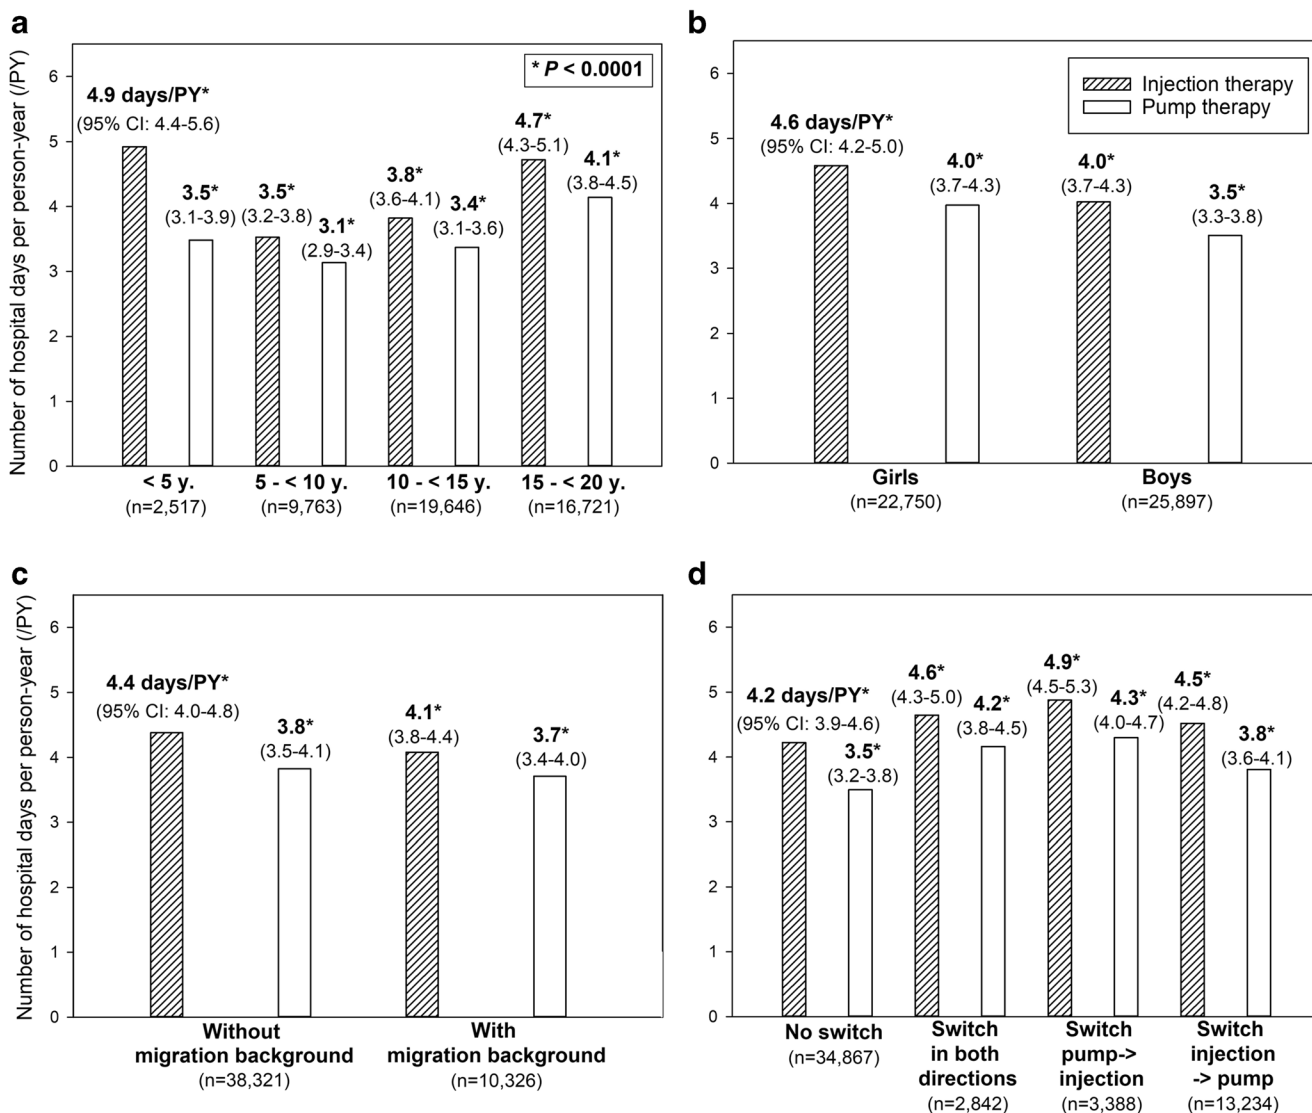 a
Number of hospital days per person-year (/PY)
6
5
4
3
2
1
0
* P < 0.0001
4.9 days/PY*
(95% CI: 4.4-5.6)
3.5*
(3.1-3.9)
3.5*
(3.2-3.8)
3.1*
(2.9-3.4)
3.8*
(3.6-4.1)
3.4*
(3.1-3.6)
4.7*
(4.3-5.1)
4.1*
(3.8-4.5)
< 5 y.
(n=2,517)
5 - < 10 y.
(n=9,763)
10 - < 15 y.
(n=19,646)
15 - < 20 y.
(n=16,721)
b
6
5
4
3
2
1
0
Injection therapy
Pump therapy
4.6 days/PY*
(95% CI: 4.2-5.0)
4.0*
(3.7-4.3)
4.0*
(3.7-4.3)
3.5*
(3.3-3.8)
Girls
(n=22,750)
Boys
(n=25,897)
c
Number of hospital days per person-year (/PY)
6
5
4
3
2
1
0
4.4 days/PY*
(95% CI: 4.0-4.8)
3.8*
(3.5-4.1)
4.1*
(3.8-4.4)
3.7*
(3.4-4.0)
Without
migration background
(n=38,321)
With
migration background
(n=10,326)
d
6
5
4
3
2
1
0
4.2 days/PY*
(95% CI: 3.9-4.6)
3.5*
(3.2-3.8)
4.6*
(4.3-5.0)
4.2*
(3.8-4.5)
4.9*
(4.5-5.3)
4.3*
(4.0-4.7)
4.5*
(4.2-4.8)
3.8*
(3.6-4.1)
No switch
(n=34,867)
Switch
in both
directions
(n=2,842)
Switch
pump->
injection
(n=3,388)
Switch
injection
-> pump
(n=13,234)